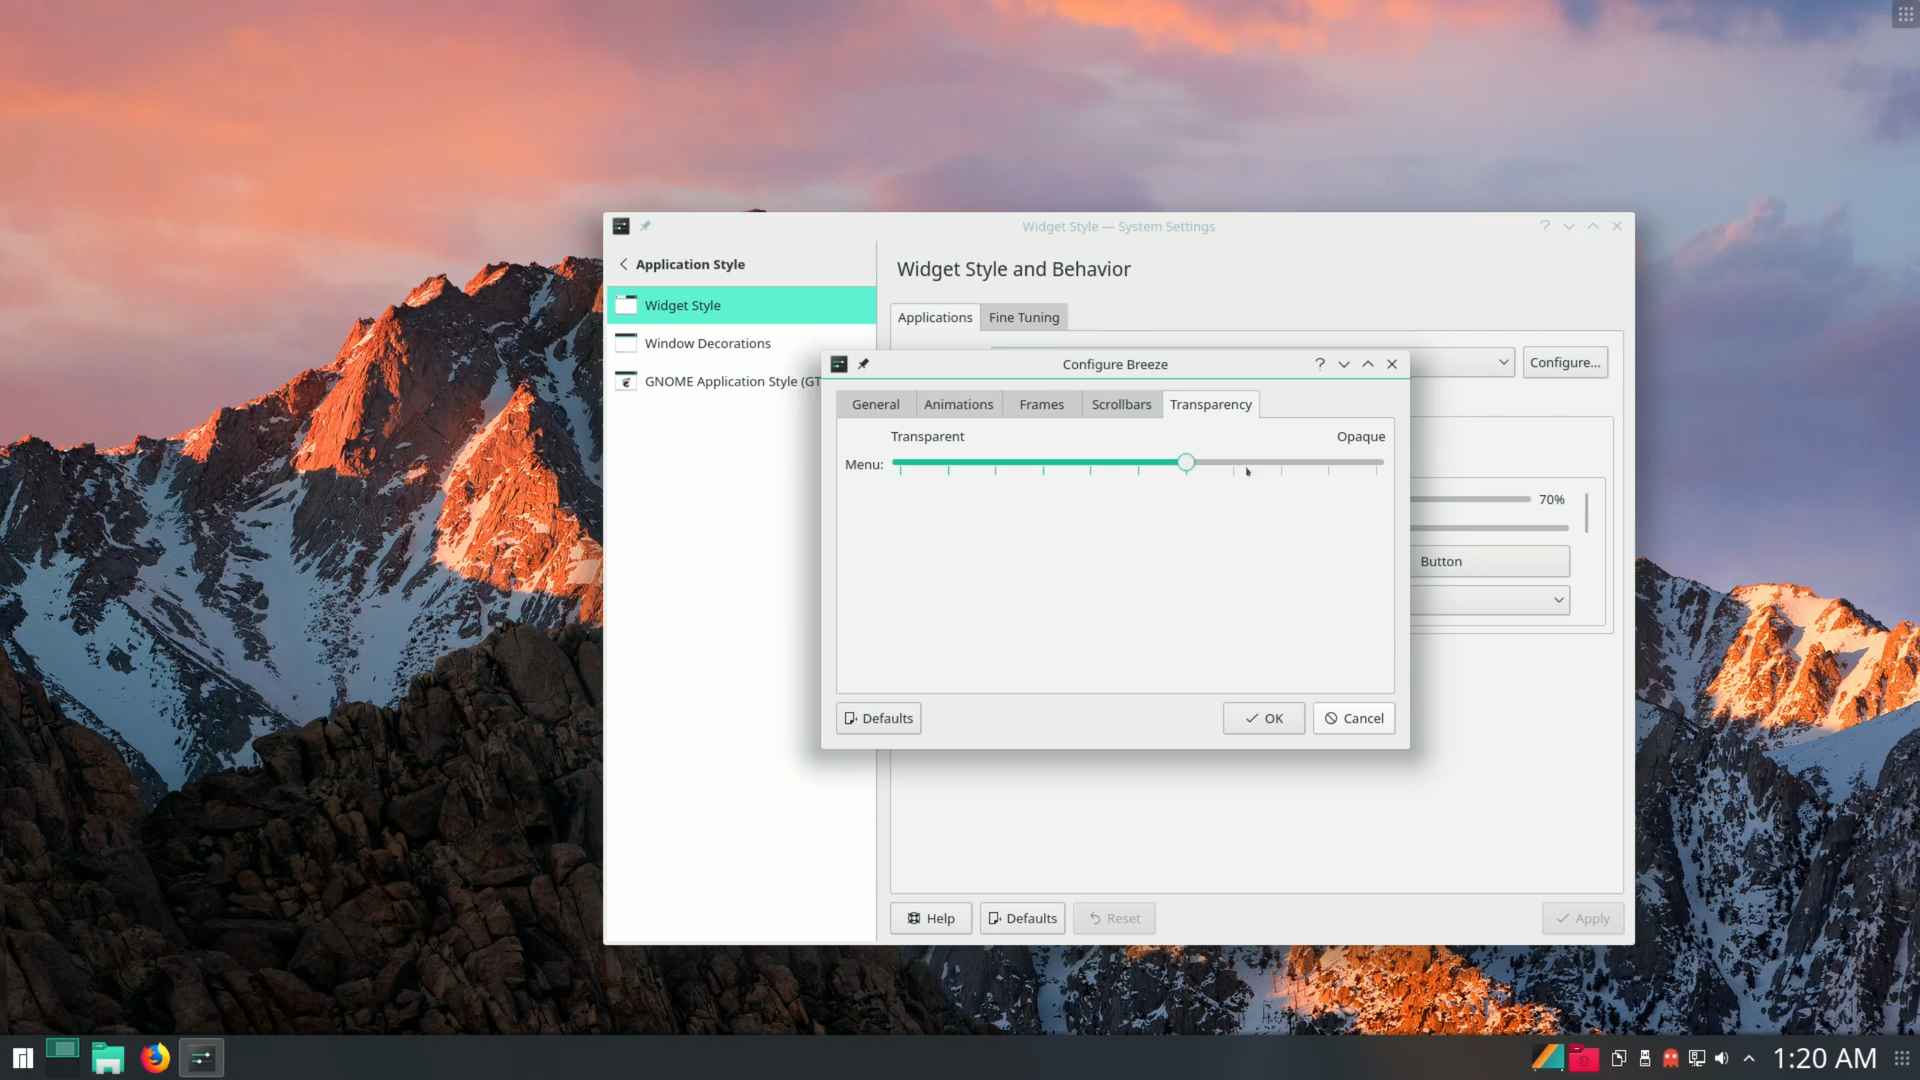 Widget Style — System Settings
Application Style
Widget Style and Behavior
Widget Style
Applications
Fine Tuning
Window Decorations
Configure...
GNOME Application Style (GT
Configure Breeze
General
Animations
Frames
Scrollbars
Transparency
Transparent
Opaque
Menu:
70%
Button
Defaults
OK
Cancel
Help
Defaults
Reset
Apply
1:20 AM